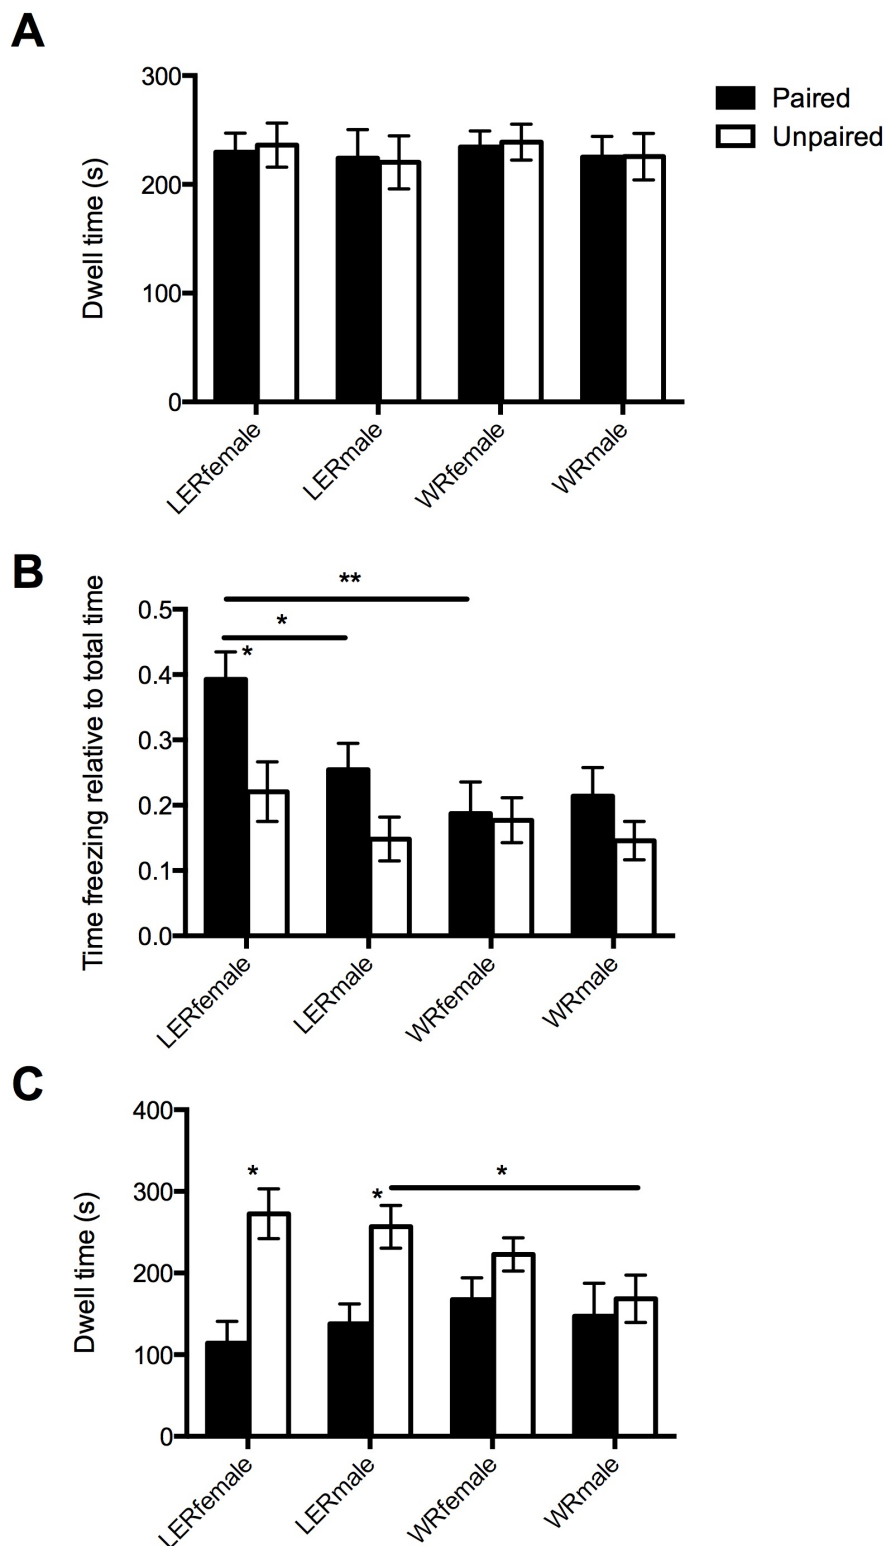 A
300
200
100
0
Dwell time (s)
Paired
Unpaired
LERfemale
LERmale
WRfemale
WRmale
B
**
*
*
0.5
0.4
0.3
0.2
0.1
0.0
Time freezing relative to total time
LERfemale
LERmale
WRfemale
WRmale
C
400
300
200
100
0
Dwell time (s)
*
*
*
LERfemale
LERmale
WRfemale
WRmale